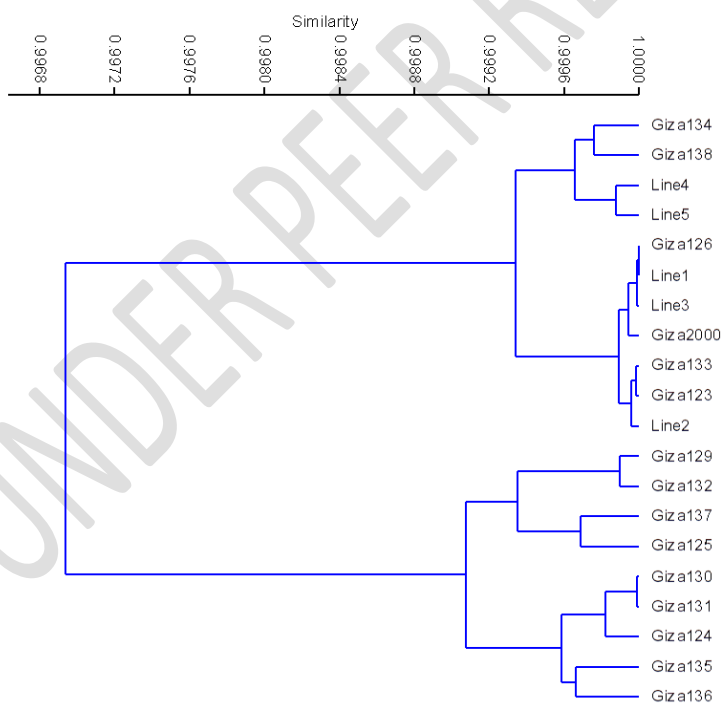 Similarity
0.9968 0.9972 0.9976 0.9980 0.9984 0.9988 0.9992 0.9996 1.0000
Giza134
Giza138
Line4
Line5
Giza126
Line1
Line3
Giza2000
Giza133
Giza123
Line2
Giza129
Giza132
Giza137
Giza125
Giza130
Giza131
Giza124
Giza135
Giza136
UNDER PEER RE